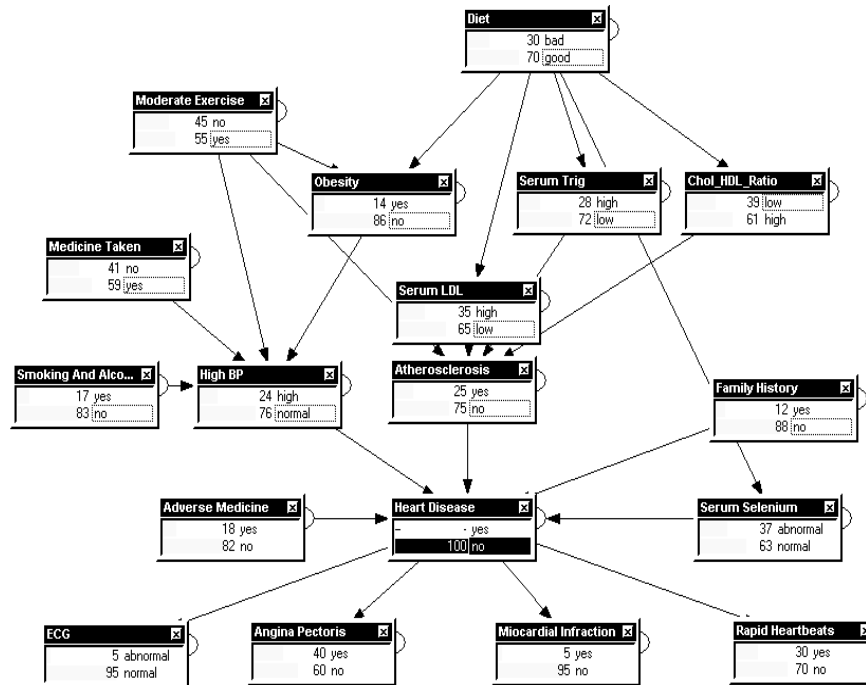 Diet
30 bad
70 good
Moderate Exercise
45 no
55 yes
Obesity
14 yes
86 no
Serum Trig
28 high
72 low
Chol_HDL_Ratio
39 low
61 high
Medicine Taken
41 no
59 yes
Serum LDL
35 high
65 low
Smoking And Alco...
17 yes
83 no
High BP
24 high
76 normal
Atherosclerosis
25 yes
75 no
Family History
12 yes
88 no
Adverse Medicine
18 yes
82 no
Heart Disease
- - yes
100 no
Serum Selenium
37 abnormal
63 normal
ECG
5 abnormal
95 normal
Angina Pectoris
40 yes
60 no
Miocardial Infraction
5 yes
95 no
Rapid Heartbeats
30 yes
70 no